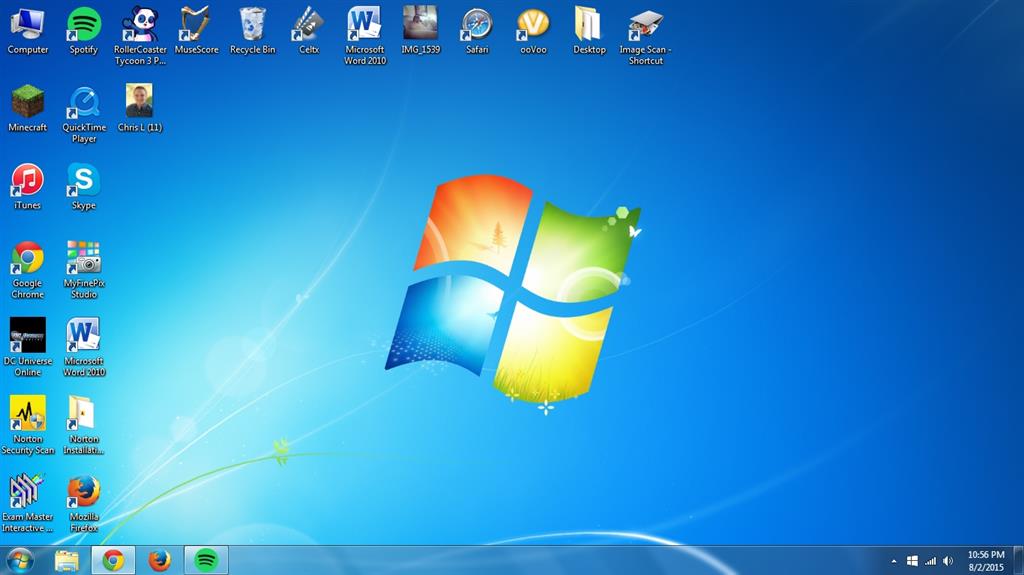 Computer
Spotify
RollerCoaster
Tycoon 3 P...
MuseScore
Recycle Bin
Celtx
Microsoft
Word 2010
IMG_1539
Safari
ooVoo
Desktop
Image Scan -
Shortcut
Minecraft
QuickTime
Player
Chris L (11)
iTunes
Skype
Google
Chrome
MyFinePix
Studio
DC Universe
Online
Microsoft
Word 2010
Norton
Security Scan
Norton
Installati...
Exam Master
Interactive ...
Mozilla
Firefox
10:56 PM
8/2/2015